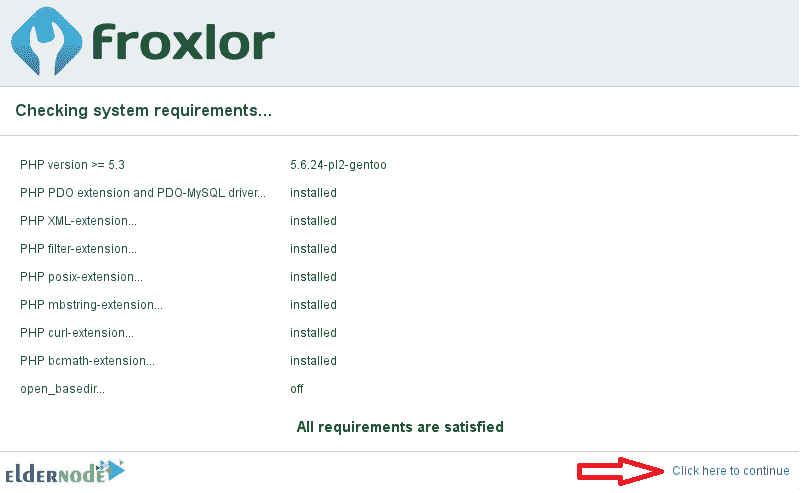 froxlor
Checking system requirements...
PHP version >= 5.3 5.6.24-pl2-gentoo
PHP PDO extension and PDO-MySQL driver... installed
PHP XML-extension... installed
PHP filter-extension... installed
PHP posix-extension... installed
PHP mbstring-extension... installed
PHP curl-extension... installed
PHP bcmath-extension... installed
open_basedir... off
All requirements are satisfied
ELDERNODE
Click here to continue